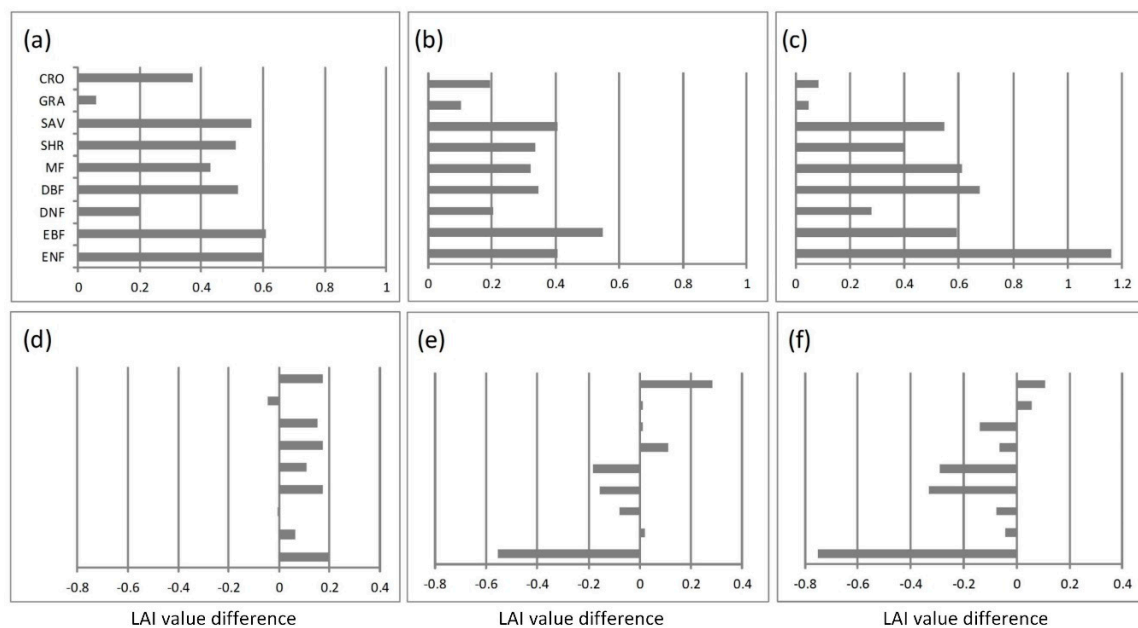 (a) (b) (c)
CRO
GRA
SAV
SHR
MF
DBF
DNF
EBF
ENF
0 0.2 0.4 0.6 0.8 1 0 0.2 0.4 0.6 0.8 1 0 0.2 0.4 0.6 0.8 1 1.2
(d) (e) (f)
-0.8 -0.6 -0.4 -0.2 0 0.2 0.4 -0.8 -0.6 -0.4 -0.2 0 0.2 0.4 -0.8 -0.6 -0.4 -0.2 0 0.2 0.4
LAI value difference LAI value difference LAI value difference